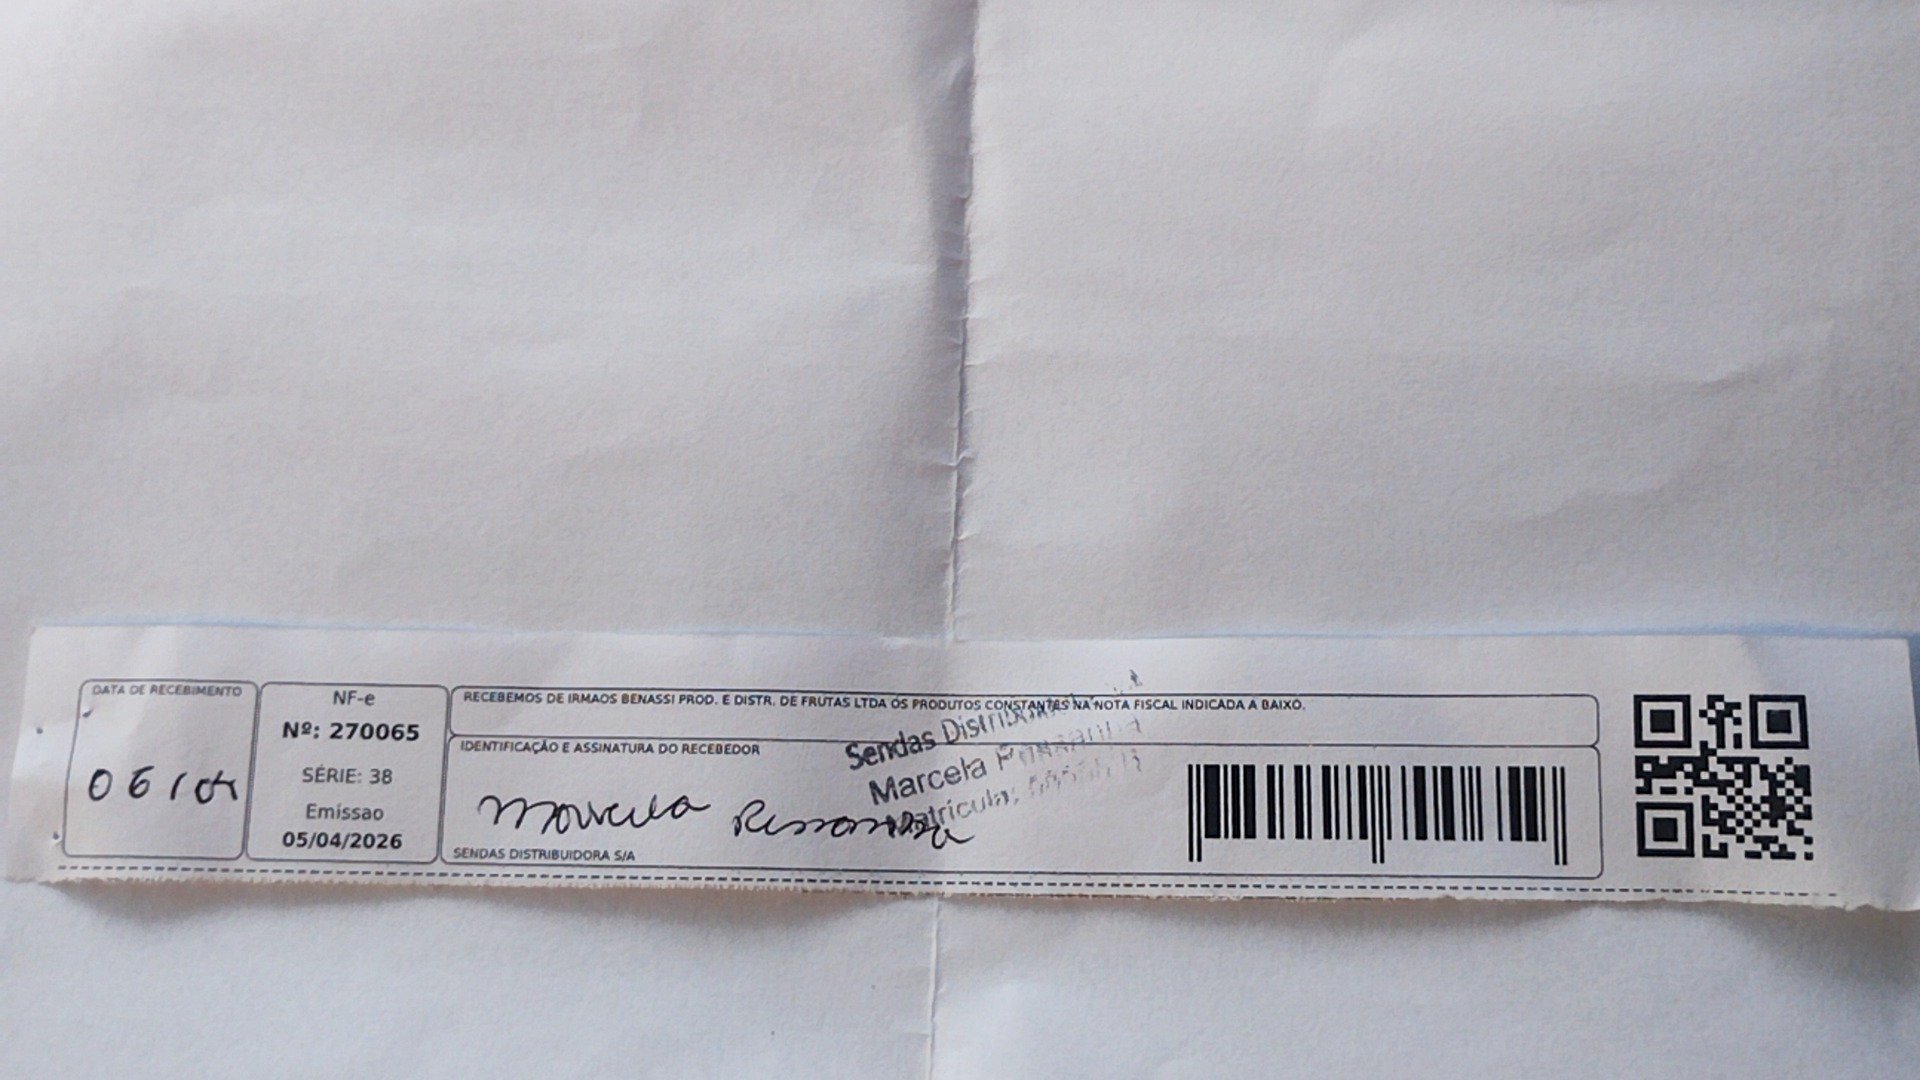 DATA DE RECEBIMENTO
06/04
NF-e
Nº: 270065
SÉRIE: 38
Emissao
05/04/2026
RECEBEMOS DE IRMAOS BENASSI PROD. E DISTR. DE FRUTAS LTDA OS PRODUTOS CONSTANTES NA NOTA FISCAL INDICADA A BAIXO.
IDENTIFICAÇÃO E ASSINATURA DO RECEBEDOR
Marcela
Sendas
Marcela
Matrícula:
SENDAS DISTRIBUIDORA S/A